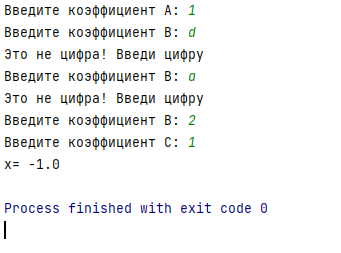 Введите коэффициент А: 1
Введите коэффициент В: d
Это не цифра! Введи цифру
Введите коэффициент В: a
Это не цифра! Введи цифру
Введите коэффициент В: 2
Введите коэффициент С: 1
x= -1.0
Process finished with exit code 0